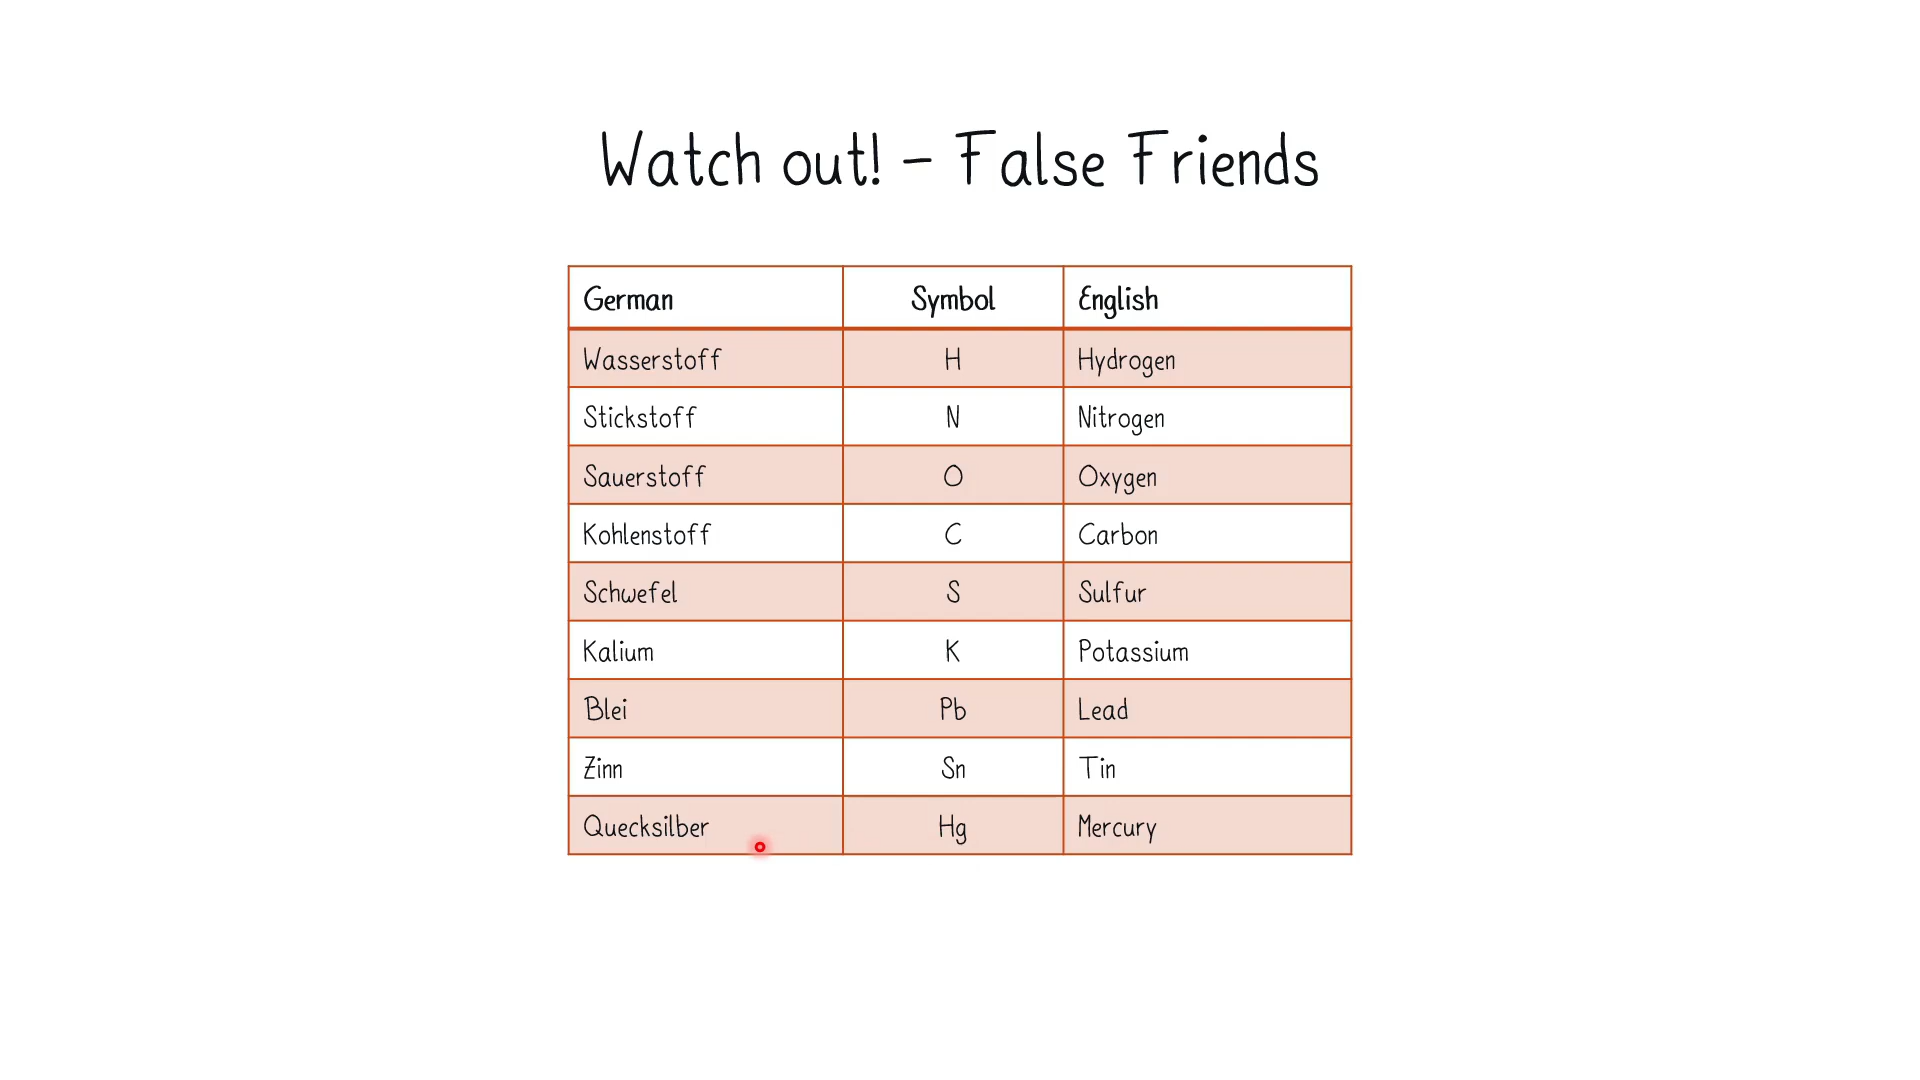 Watch out! – False Friends
German Symbol English
Wasserstoff H Hydrogen
Stickstoff N Nitrogen
Sauerstoff O Oxygen
Kohlenstoff C Carbon
Schwefel S Sulfur
Kalium K Potassium
Blei Pb Lead
Zinn Sn Tin
Quecksilber Hg Mercury